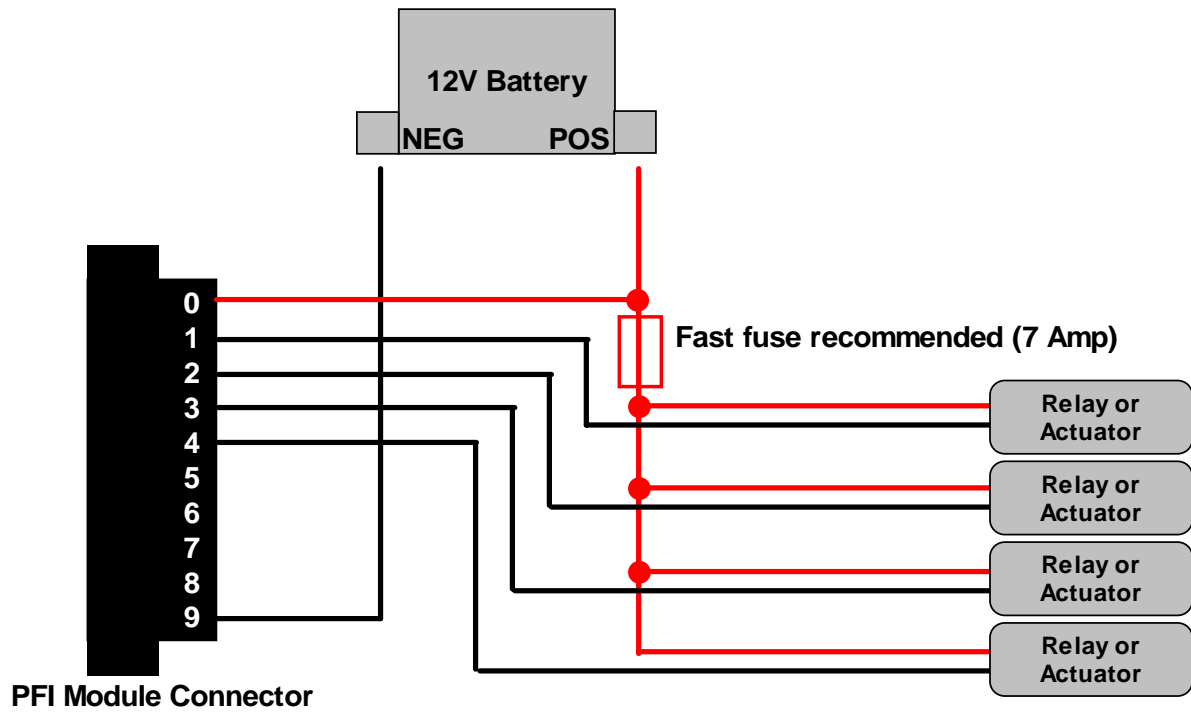 12V Battery
NEG POS
0
1
2
3
4
5
6
7
8
9
Fast fuse recommended (7 Amp)
Relay or
Actuator
Relay or
Actuator
Relay or
Actuator
Relay or
Actuator
PFI Module Connector